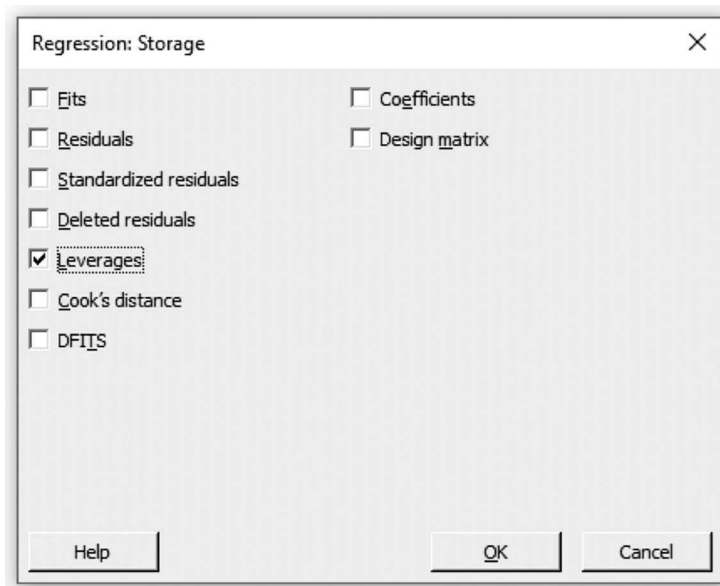 Regression: Storage
Fits
Residuals
Standardized residuals
Deleted residuals
Leverages
Cook's distance
DFITS
Coefficients
Design matrix
Help
OK
Cancel